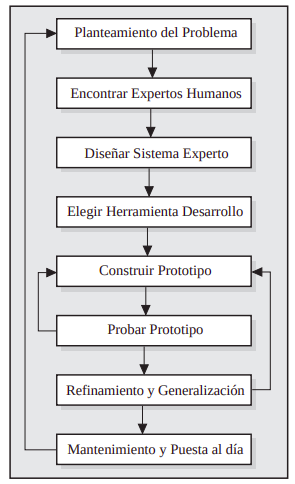 Planteamiento del Problema
Encontrar Expertos Humanos
Diseñar Sistema Experto
Elegir Herramienta Desarrollo
Construir Prototipo
Probar Prototipo
Refinamiento y Generalización
Mantenimiento y Puesta al día